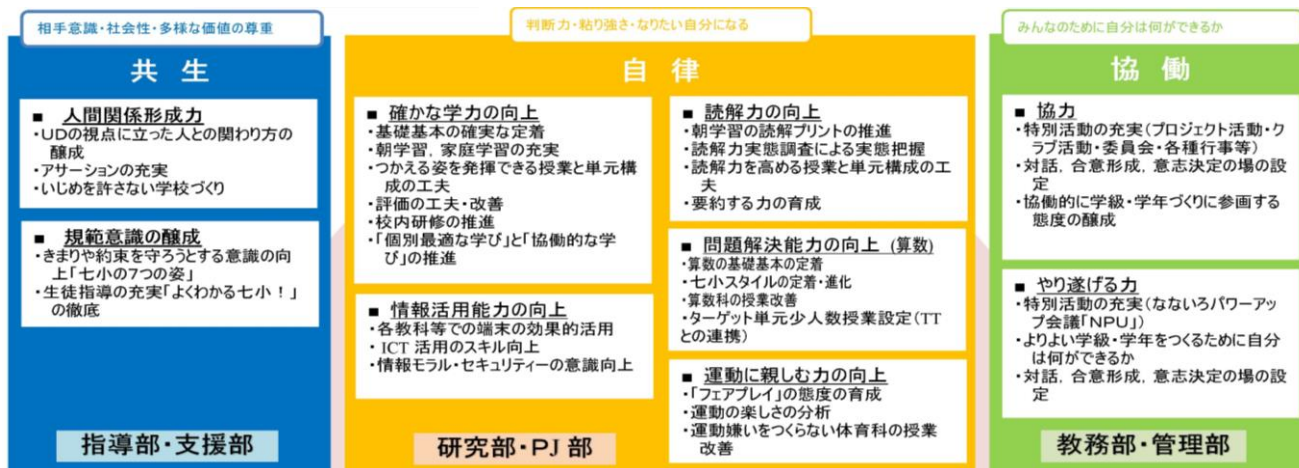 相手意識・社会性・多様な価値の尊重
共 生
■ 人間関係形成力
・UDの視点に立った人との関わり方の
醸成
・アサーションの充実
・いじめを許さない学校づくり
■ 規範意識の醸成
・きまりや約束を守ろうとする意識の向
上「七小の7つの姿」
・生徒指導の充実「よくわかる七小！」
の徹底
指導部・支援部
判断力・粘り強さ・なりたい自分になる
自 律
■ 確かな学力の向上
・基礎基本の確実な定着
・朝学習，家庭学習の充実
・つかえる姿を発揮できる授業と単元構
成の工夫
・評価の工夫・改善
・校内研修の推進
・「個別最適な学び」と「協働的な学
び」の推進
■ 情報活用能力の向上
・各教科等での端末の効果的活用
・ICT 活用のスキル向上
・情報モラル・セキュリティーの意識向上
■ 読解力の向上
・朝学習の読解プリントの推進
・読解力実態調査による実態把握
・読解力を高める授業と単元構成の工
夫
・要約する力の育成
■ 問題解決能力の向上 (算数)
・算数の基礎基本の定着
・七小スタイルの定着・進化
・算数科の授業改善
・ターゲット単元少人数授業設定（TT
との連携）
■ 運動に親しむ力の向上
・「フェアプレイ」の態度の育成
・運動の楽しさの分析
・運動嫌いをつくらない体育科の授業
改善
研究部・PJ 部
みんなのために自分は何ができるか
協 働
■ 協力
・特別活動の充実（プロジェクト活動・ク
ラブ活動・委員会・各種行事等）
・対話，合意形成，意思決定の場の設
定
・協働的に学級・学年づくりに参画する
態度の醸成
■ やり遂げる力
・特別活動の充実（なないろパワーアッ
プ会議「NPU」）
・よりよい学級・学年をつくるために自分
は何ができるか
・対話，合意形成，意志決定の場の設
定
教務部・管理部